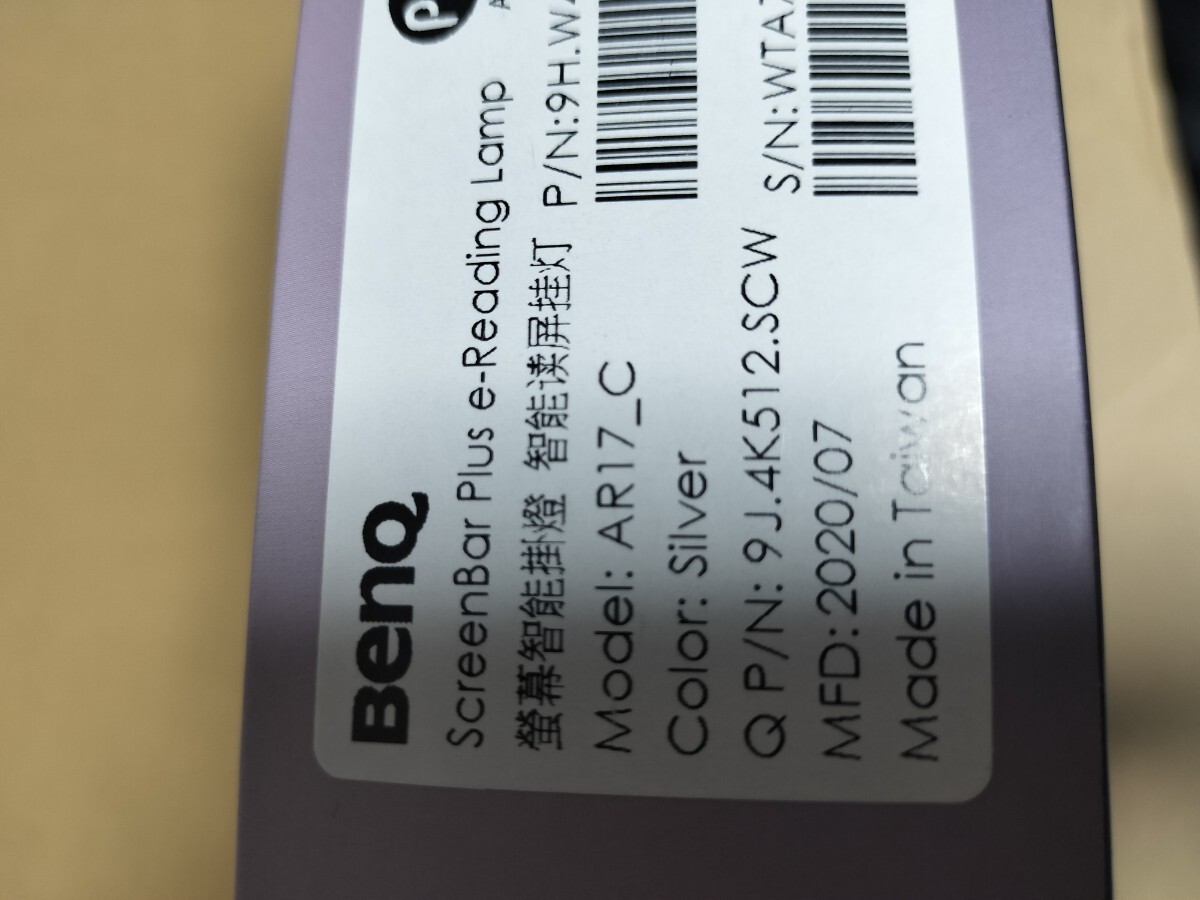 BenQ
ScreenBar Plus e-Reading Lamp
螢幕智能掛燈 智能读屏挂灯
Model: AR17_C
Color: Silver
Q P/N: 9J.4K512.SCW
MFD: 2020/07
Made in Taiwan
P/N:9H.W
S/N:WTA